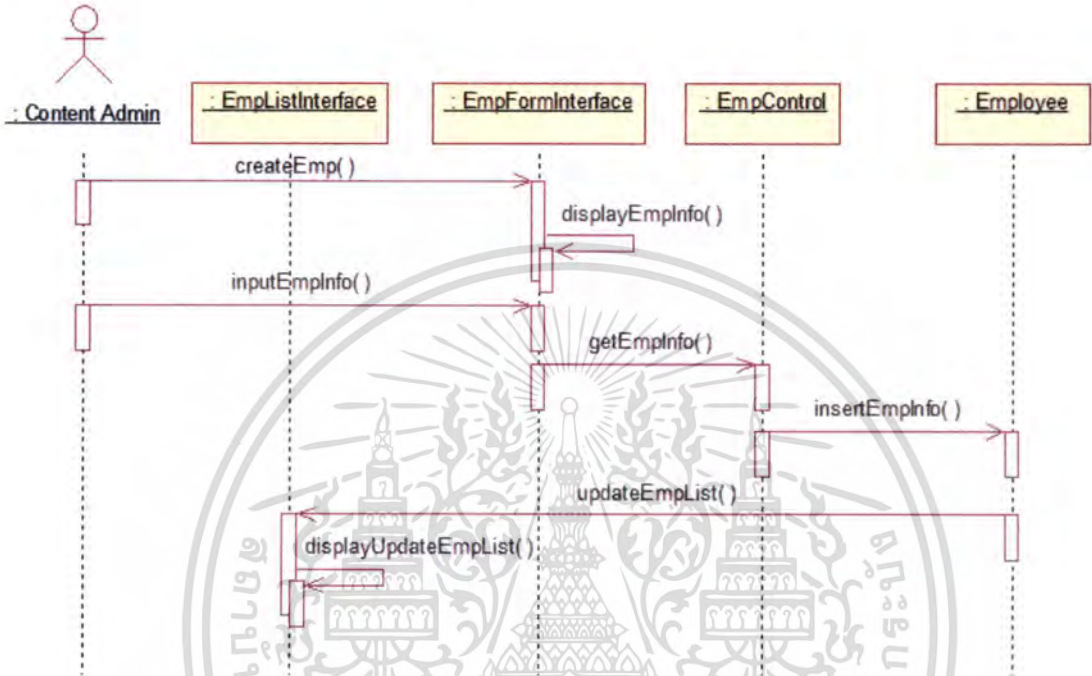 : Content Admin
: EmpListInterface
: EmpFormInterface
: EmpControl
: Employee
createEmp( )
displayEmpInfo( )
inputEmpInfo( )
getEmpInfo( )
insertEmpInfo( )
updateEmpList( )
displayUpdateEmpList( )